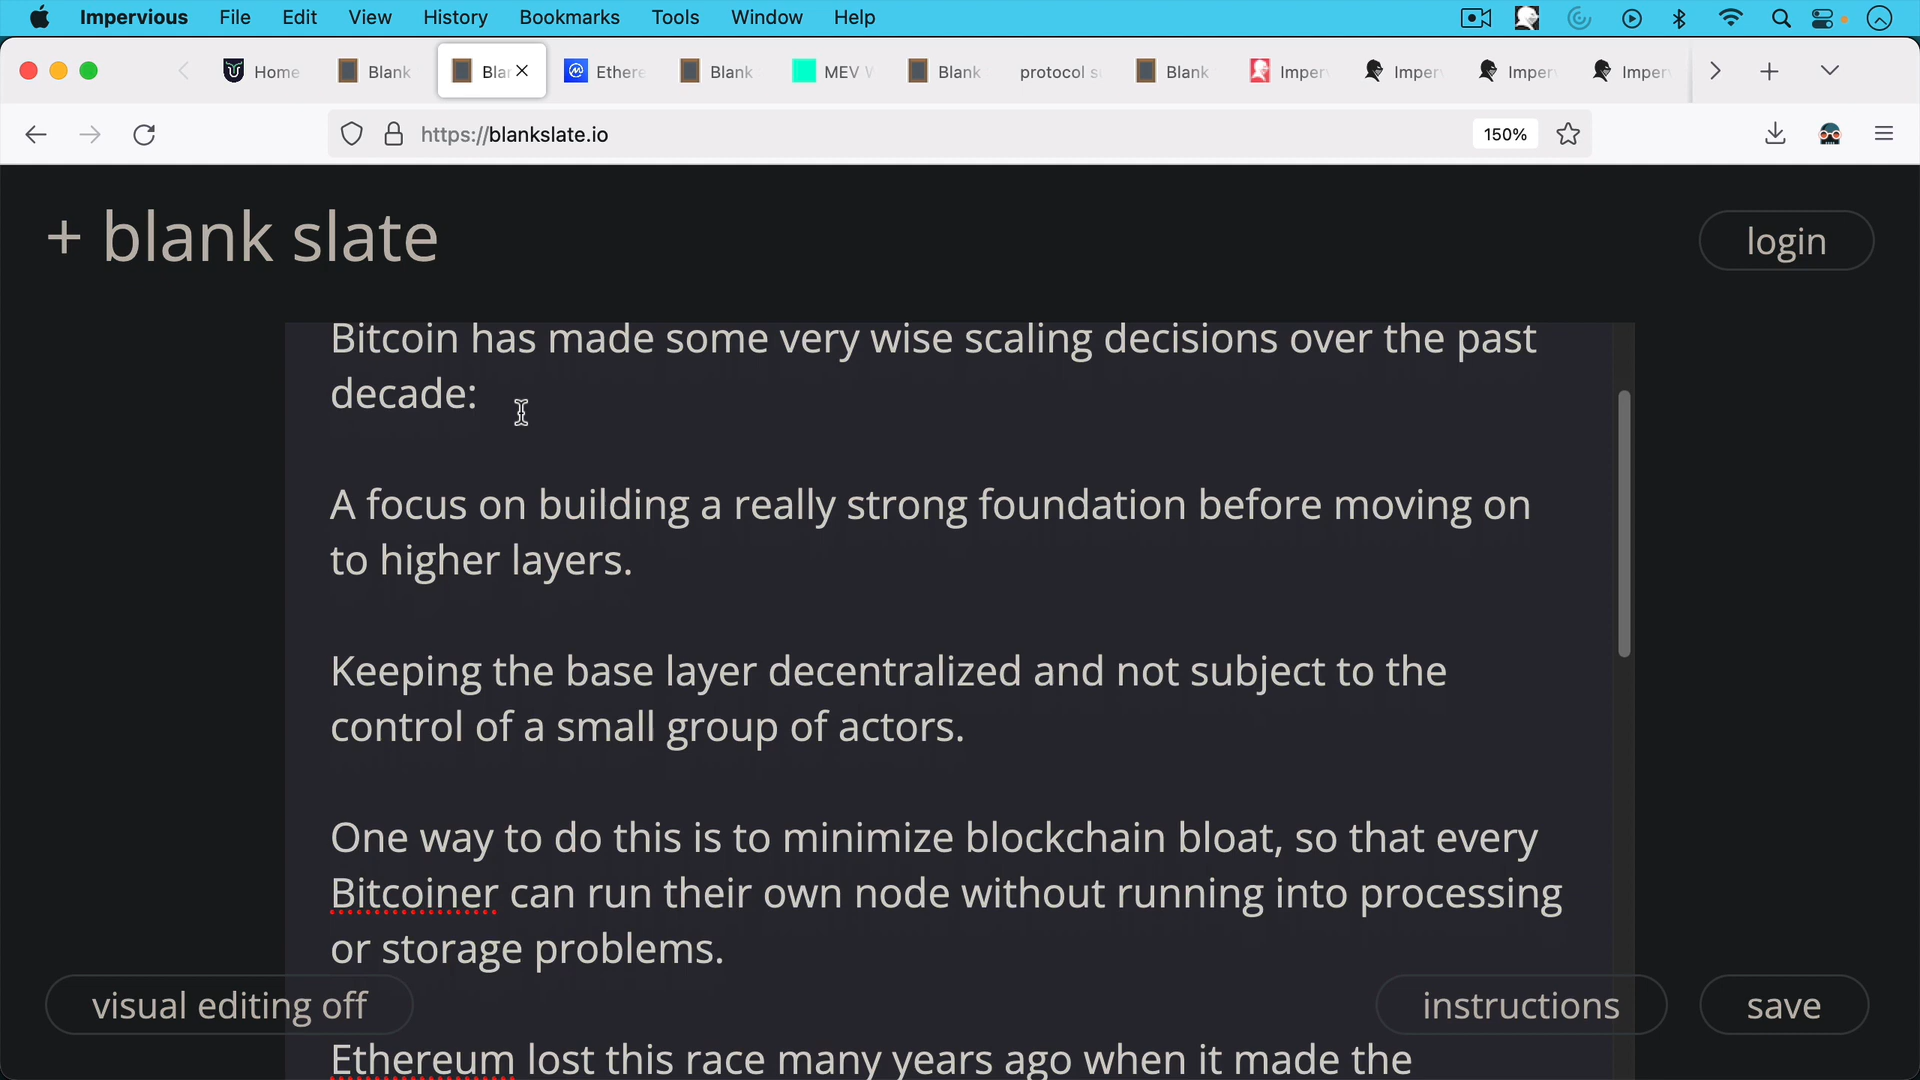 Impervious File Edit View History Bookmarks Tools Window Help
Home Blank Bla Ethere Blank MEV Blank protocol s Blank Imper Imper Imper Imper
https://blankslate.io 150%
+ blank slate
login
Bitcoin has made some very wise scaling decisions over the past
decade:
A focus on building a really strong foundation before moving on
to higher layers.
Keeping the base layer decentralized and not subject to the
control of a small group of actors.
One way to do this is to minimize blockchain bloat, so that every
Bitcoiner can run their own node without running into processing
or storage problems.
visual editing off
instructions
save
Ethereum lost this race many years ago when it made the